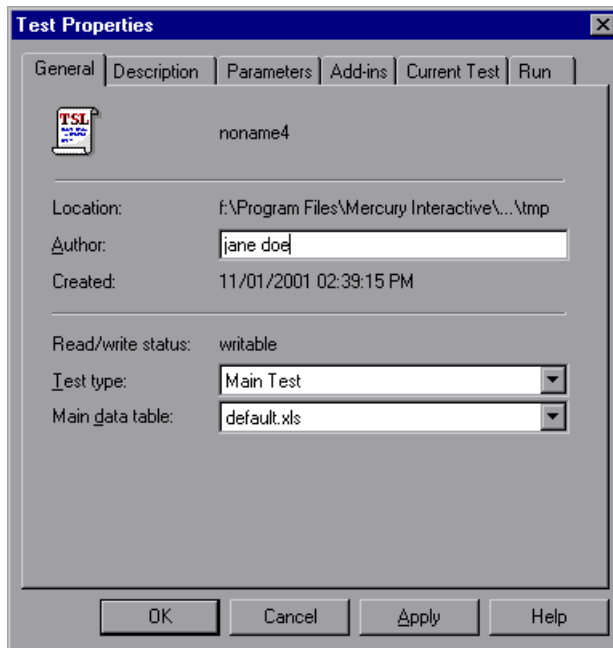 Test Properties
General Description Parameters Add-ins Current Test Run
TSL
noname4
Location: f:\Program Files\Mercury Interactive\...\tmp
Author: jane doe
Created: 11/01/2001 02:39:15 PM
Read/write status: writable
Test type: Main Test
Main data table: default.xls
OK Cancel Apply Help